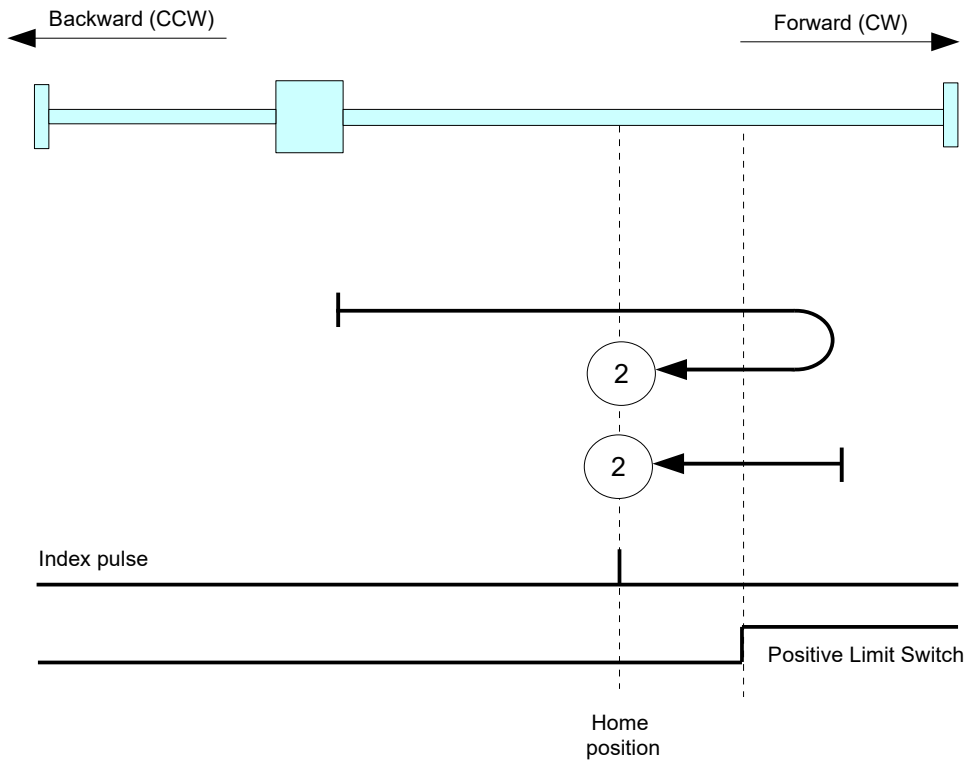 Backward (CCW)
Forward (CW)
2
2
Index pulse
Positive Limit Switch
Home
position